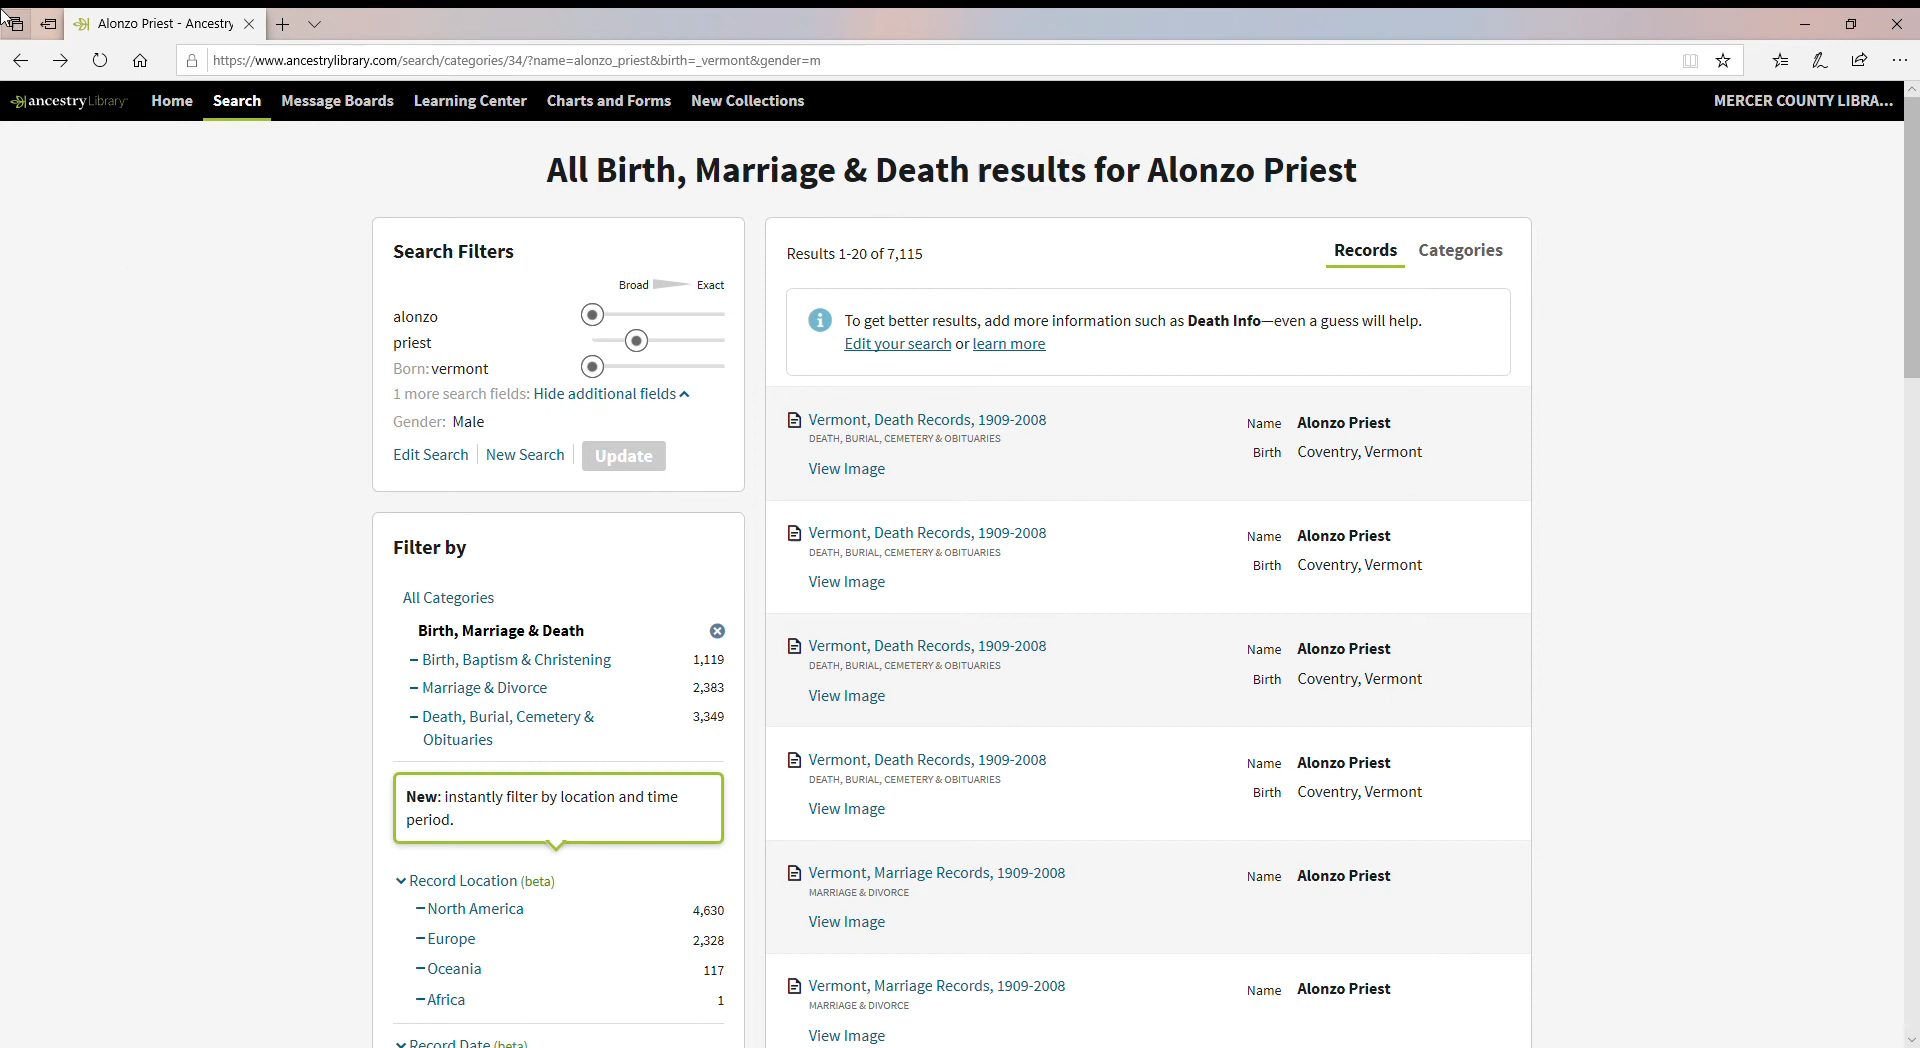 Alonzo Priest - Ancestry
https://www.ancestrylibrary.com/search/categories/34/?name=alonzo_priest&birth=_vermont&gender=m
ancestryLibrary Home Search Message Boards Learning Center Charts and Forms New Collections MERCER COUNTY LIBRA...
All Birth, Marriage & Death results for Alonzo Priest
Search Filters
Broad Exact
alonzo
priest
Born: vermont
1 more search fields: Hide additional fields
Gender: Male
Edit Search New Search Update
Filter by
All Categories
Birth, Marriage & Death
Birth, Baptism & Christening 1,119
Marriage & Divorce 2,383
Death, Burial, Cemetery & 3,349
Obituaries
New: instantly filter by location and time
period.
Record Location (beta)
North America 4,630
Europe 2,328
Oceania 117
Africa 1
Record Date (beta)
Results 1-20 of 7,115 Records Categories
To get better results, add more information such as Death Info—even a guess will help.
Edit your search or learn more
Vermont, Death Records, 1909-2008 Name Alonzo Priest
DEATH, BURIAL, CEMETERY & OBITUARIES Birth Coventry, Vermont
View Image
Vermont, Death Records, 1909-2008 Name Alonzo Priest
DEATH, BURIAL, CEMETERY & OBITUARIES Birth Coventry, Vermont
View Image
Vermont, Death Records, 1909-2008 Name Alonzo Priest
DEATH, BURIAL, CEMETERY & OBITUARIES Birth Coventry, Vermont
View Image
Vermont, Death Records, 1909-2008 Name Alonzo Priest
DEATH, BURIAL, CEMETERY & OBITUARIES Birth Coventry, Vermont
View Image
Vermont, Marriage Records, 1909-2008 Name Alonzo Priest
MARRIAGE & DIVORCE
View Image
Vermont, Marriage Records, 1909-2008 Name Alonzo Priest
MARRIAGE & DIVORCE
View Image